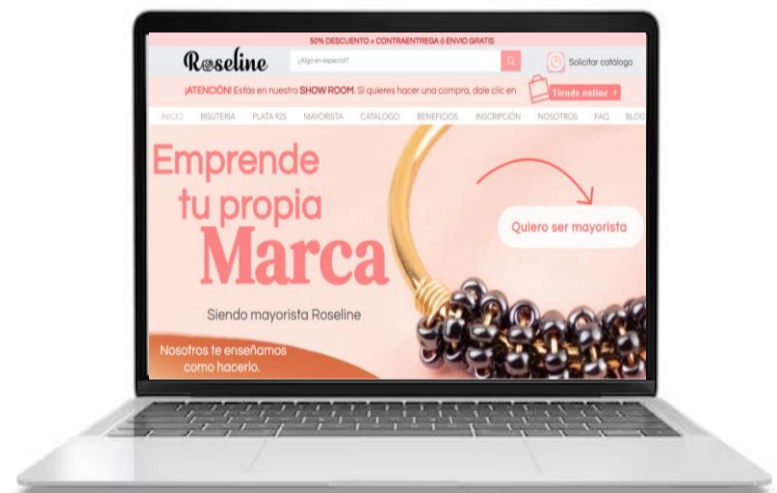 50% DESCUENTO + CONTRAENTREGA ó ENVIO GRATIS
Roseline
¿Algo en especial?
Solicitar catálogo
¡ATENCIÓN! Estás en nuestro SHOW ROOM. Si quieres hacer una compra, dale clic en
Tienda online >
INICIO BISUTERÍA PLATA 925 MAYORISTA CATÁLOGO BENEFICIOS INSCRIPCIÓN NOSOTROS FAQ BLOG
Emprende
tu propia
Marca
Quiero ser mayorista
Siendo mayorista Roseline
Nosotros te enseñamos
como hacerlo.